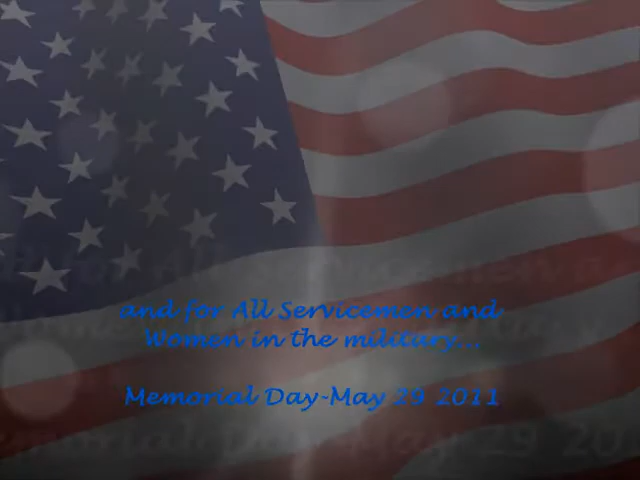 and for All Servicemen and
Women in the military...
Memorial Day-May 29 2011